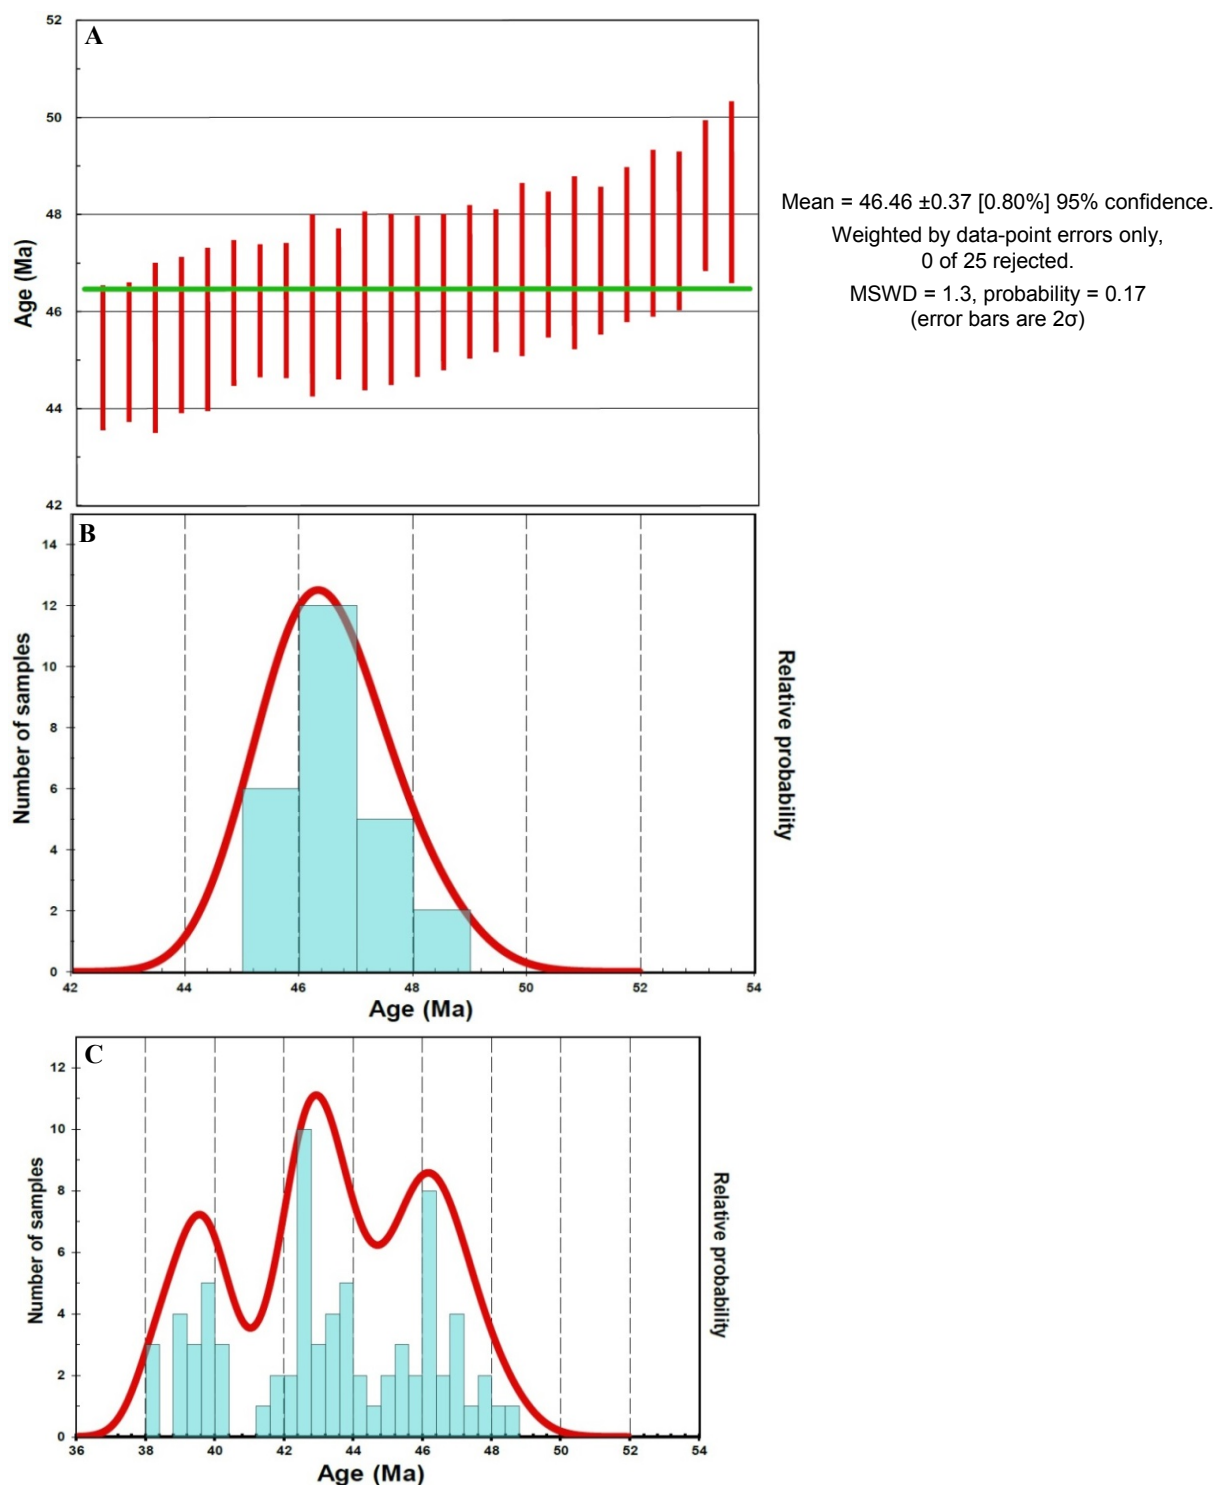 A
52
50
48
46
44
42
Age (Ma)
Mean = 46.46 ±0.37 [0.80%] 95% confidence.
Weighted by data-point errors only,
0 of 25 rejected.
MSWD = 1.3, probability = 0.17
(error bars are 2σ)
B
14
12
10
8
6
4
2
0
Number of samples
Relative probability
42 44 46 48 50 52 54
Age (Ma)
C
12
10
8
6
4
2
0
Number of samples
Relative probability
36 38 40 42 44 46 48 50 52 54
Age (Ma)